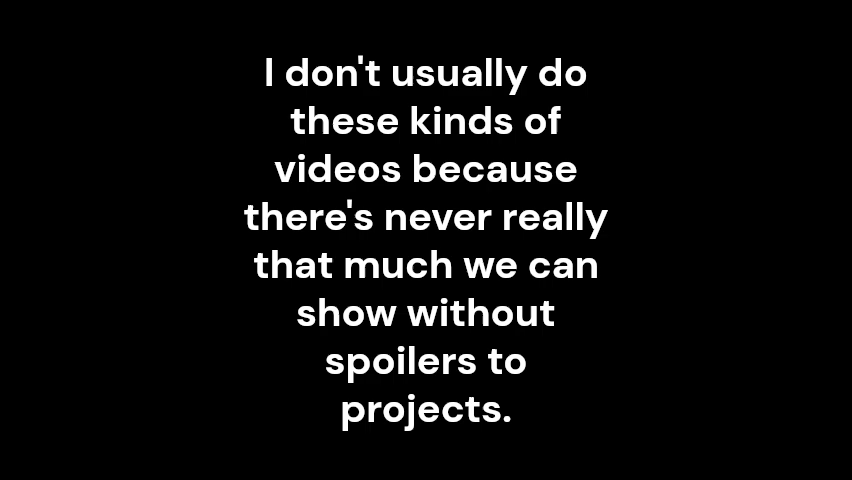 I don't usually do
these kinds of
videos because
there's never really
that much we can
show without
spoilers to
projects.